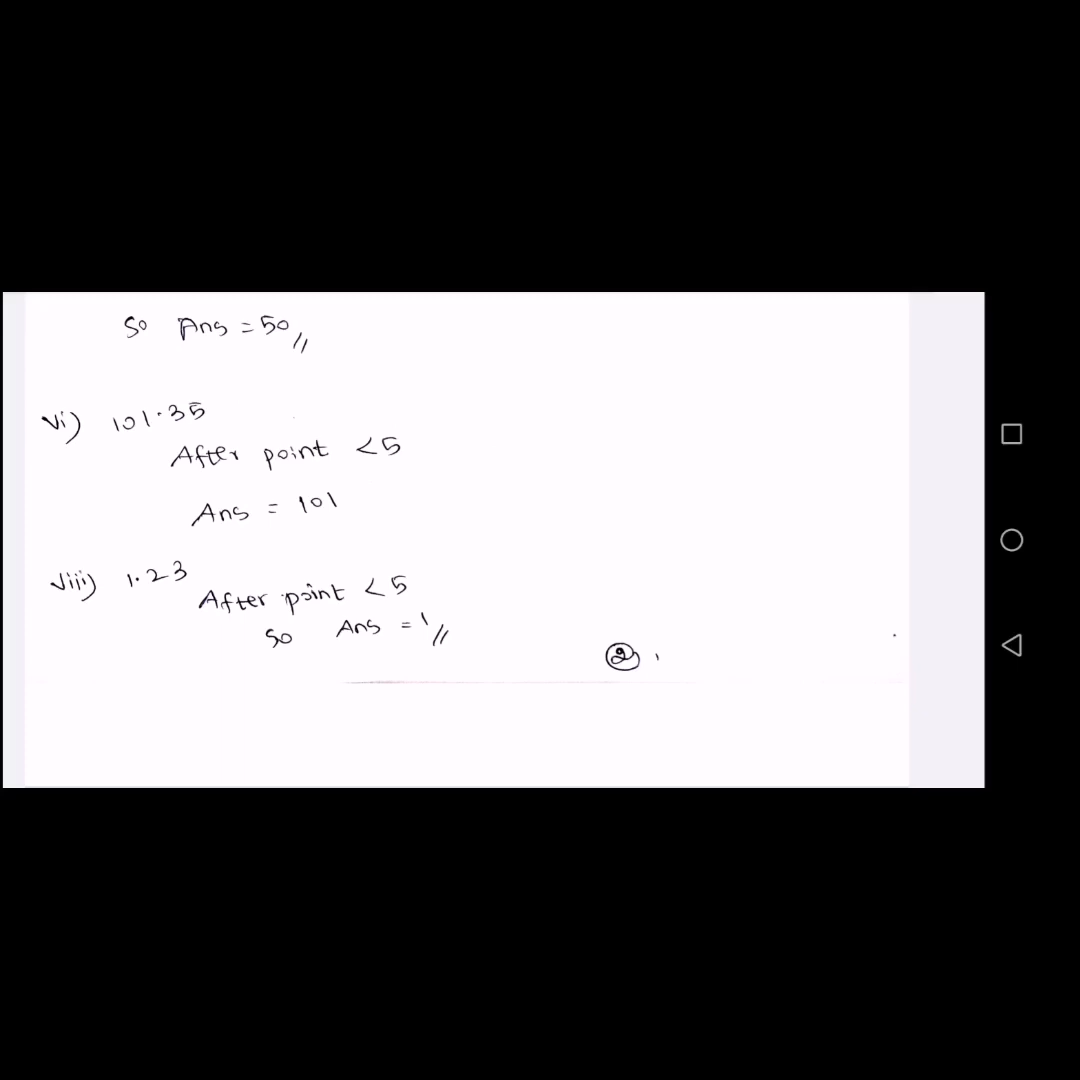 So Ans = 50//
vi) 101.35
After point <5
Ans = 101
viii) 1.23
After point <5
so Ans = 1//
2